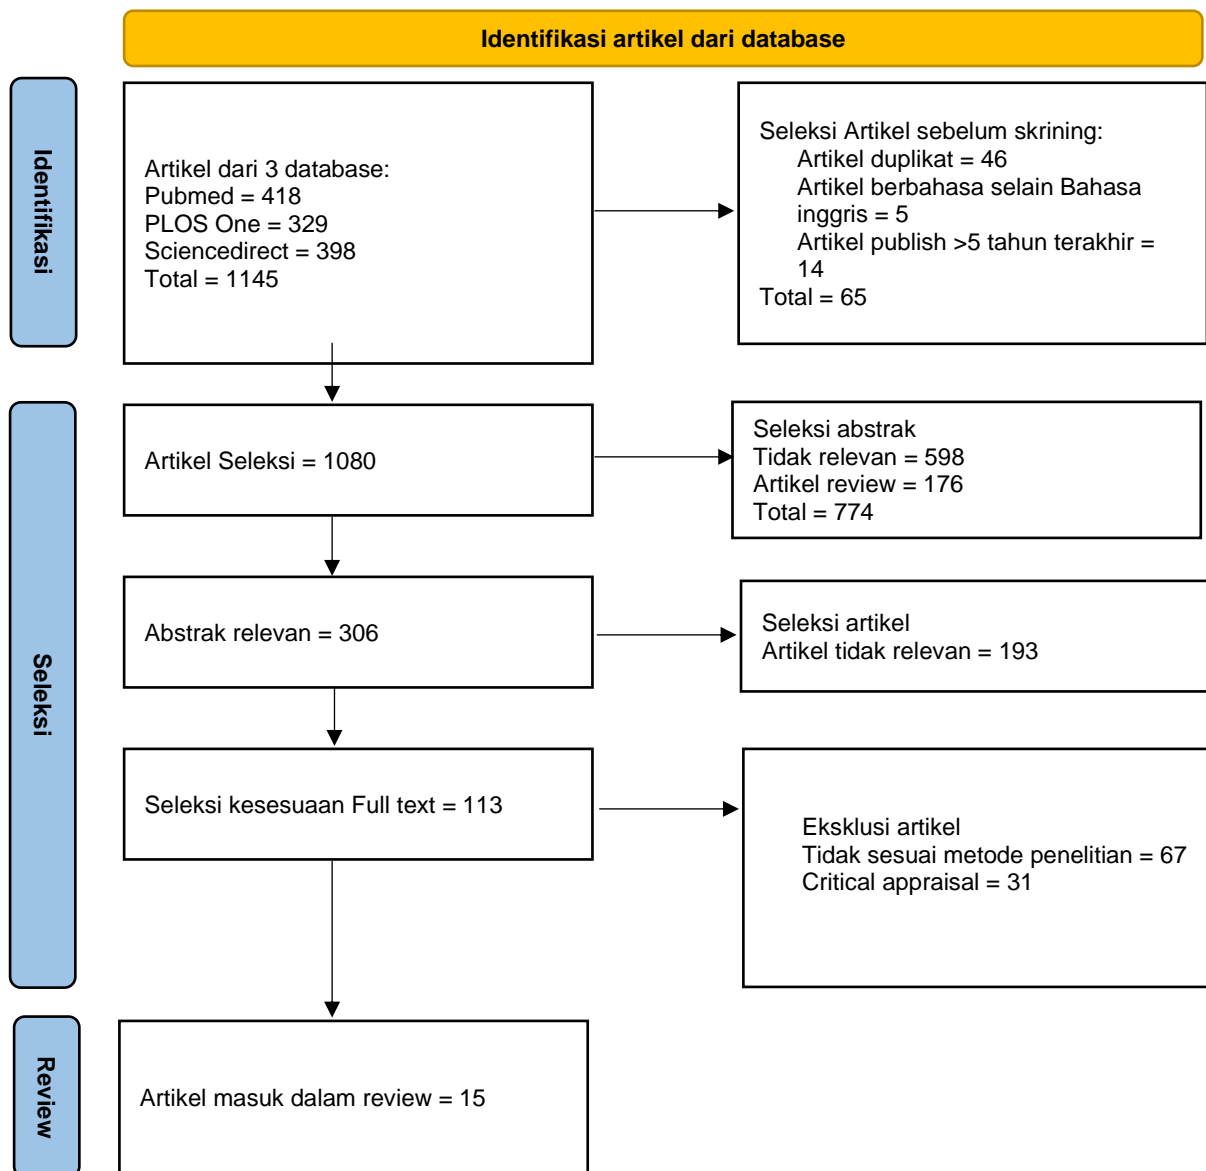 Identifikasi artikel dari database
Identifikasi
Artikel dari 3 database:
Pubmed = 418
PLOS One = 329
Sciencedirect = 398
Total = 1145
Seleksi Artikel sebelum skrining:
Artikel duplikat = 46
Artikel berbahasa selain Bahasa
inggris = 5
Artikel publish >5 tahun terakhir =
14
Total = 65
Seleksi
Artikel Seleksi = 1080
Seleksi abstrak
Tidak relevan = 598
Artikel review = 176
Total = 774
Abstrak relevan = 306
Seleksi artikel
Artikel tidak relevan = 193
Seleksi kesesuaan Full text = 113
Eksklusi artikel
Tidak sesuai metode penelitian = 67
Critical appraisal = 31
Review
Artikel masuk dalam review = 15